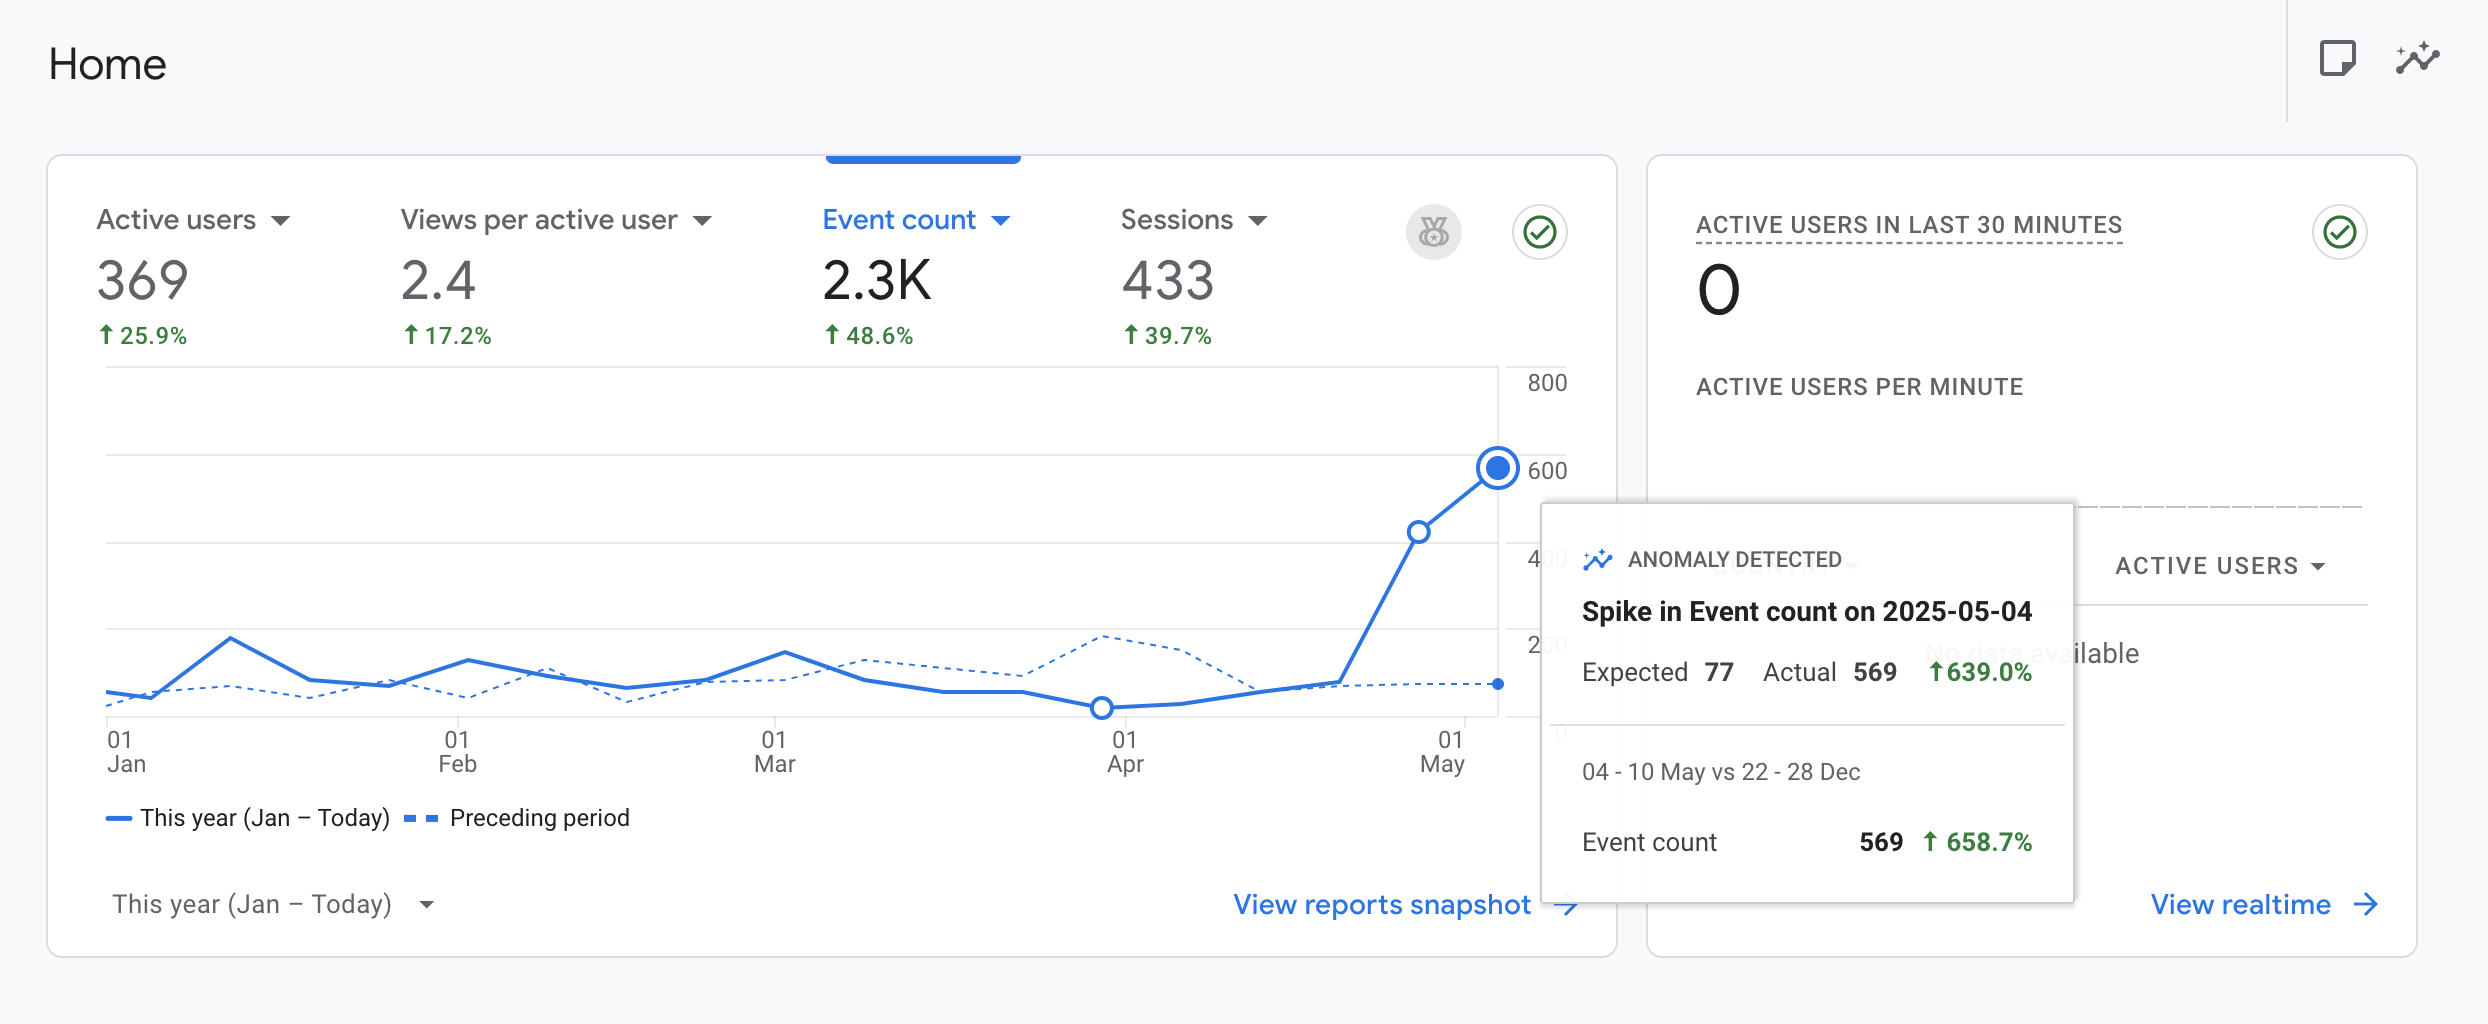 Home
Active users
369
25.9%
Views per active user
2.4
17.2%
Event count
2.3K
48.6%
Sessions
433
39.7%
800
600
400
200
0
01
Jan
01
Feb
01
Mar
01
Apr
01
May
This year (Jan – Today)
Preceding period
This year (Jan – Today)
View reports snapshot
ACTIVE USERS IN LAST 30 MINUTES
0
ACTIVE USERS PER MINUTE
ACTIVE USERS
No data available
View realtime
ANOMALY DETECTED
Spike in Event count on 2025-05-04
Expected 77 Actual 569 639.0%
04 - 10 May vs 22 - 28 Dec
Event count 569 658.7%